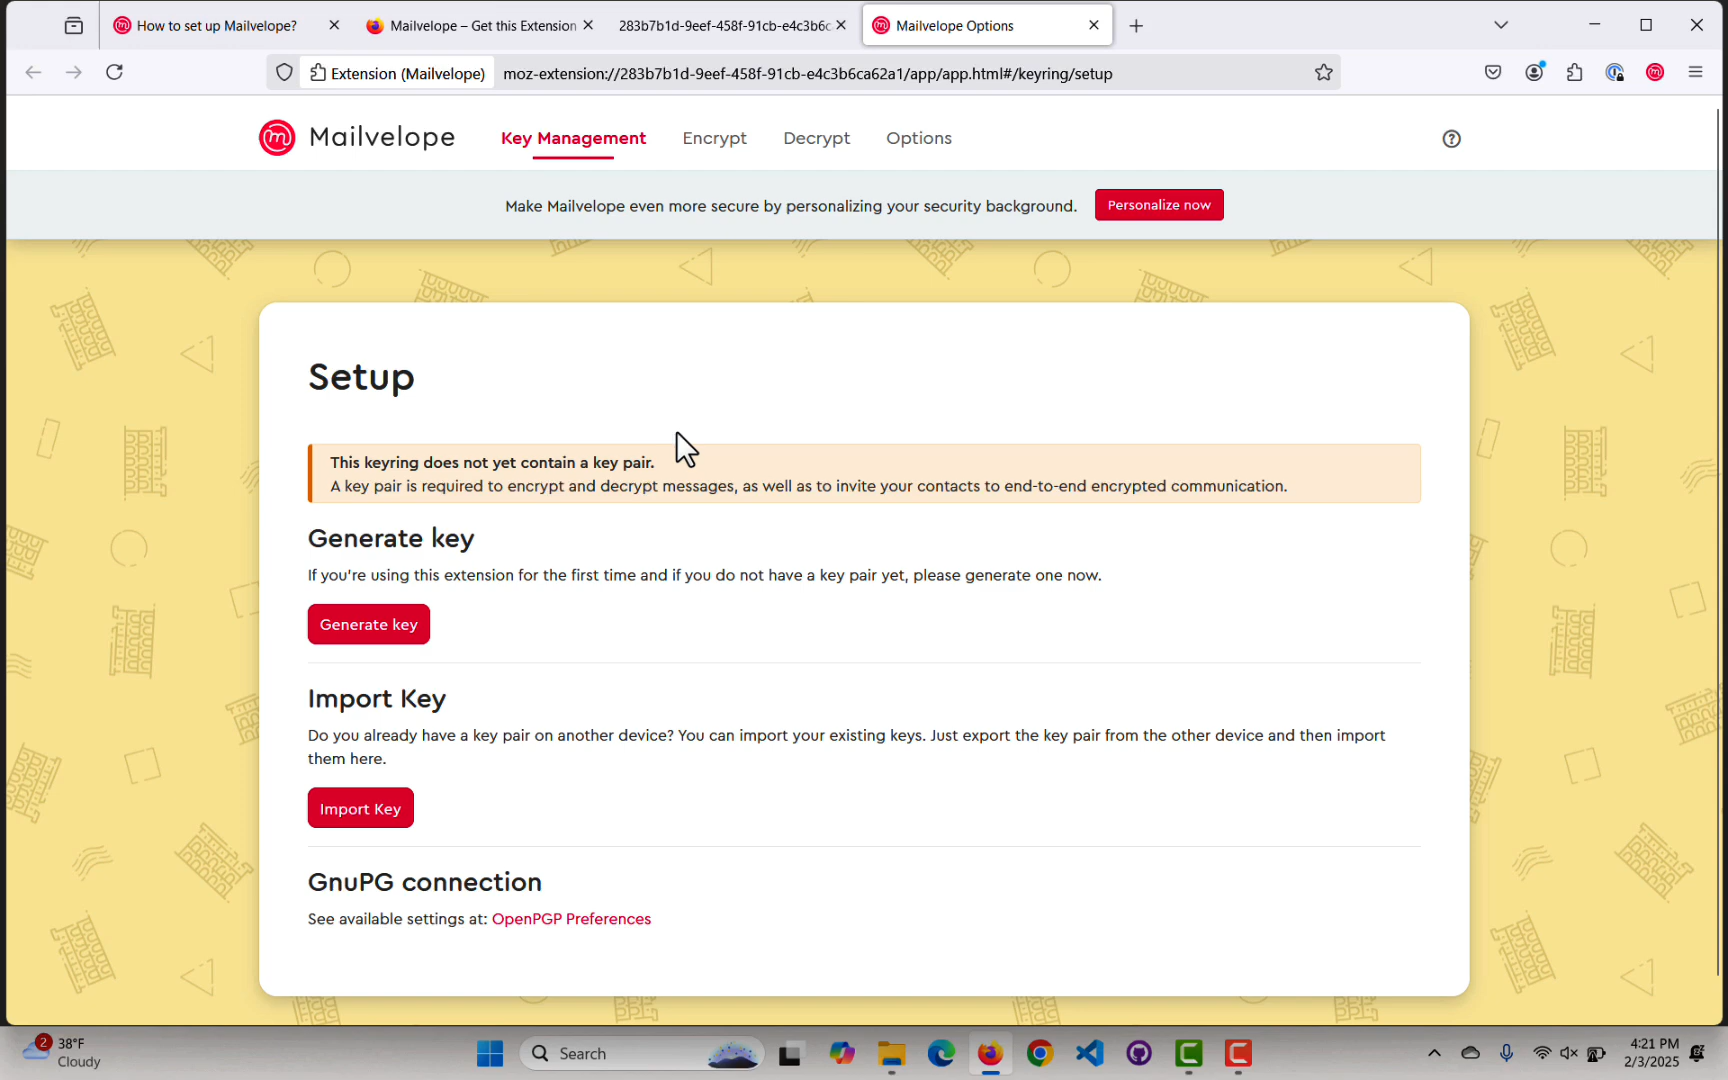 How to set up Mailvelope?
Mailvelope – Get this Extension
283b7b1d-9eef-458f-91cb-e4c3b6c
Mailvelope Options
Extension (Mailvelope)
moz-extension://283b7b1d-9eef-458f-91cb-e4c3b6ca62a1/app/app.html#/keyring/setup
Mailvelope
Key Management
Encrypt
Decrypt
Options
Make Mailvelope even more secure by personalizing your security background.
Personalize now
Setup
This keyring does not yet contain a key pair.
A key pair is required to encrypt and decrypt messages, as well as to invite your contacts to end-to-end encrypted communication.
Generate key
If you're using this extension for the first time and if you do not have a key pair yet, please generate one now.
Generate key
Import Key
Do you already have a key pair on another device? You can import your existing keys. Just export the key pair from the other device and then import
them here.
Import Key
GnuPG connection
See available settings at: OpenPGP Preferences
2
38°F
Cloudy
Search
4:21 PM
2/3/2025